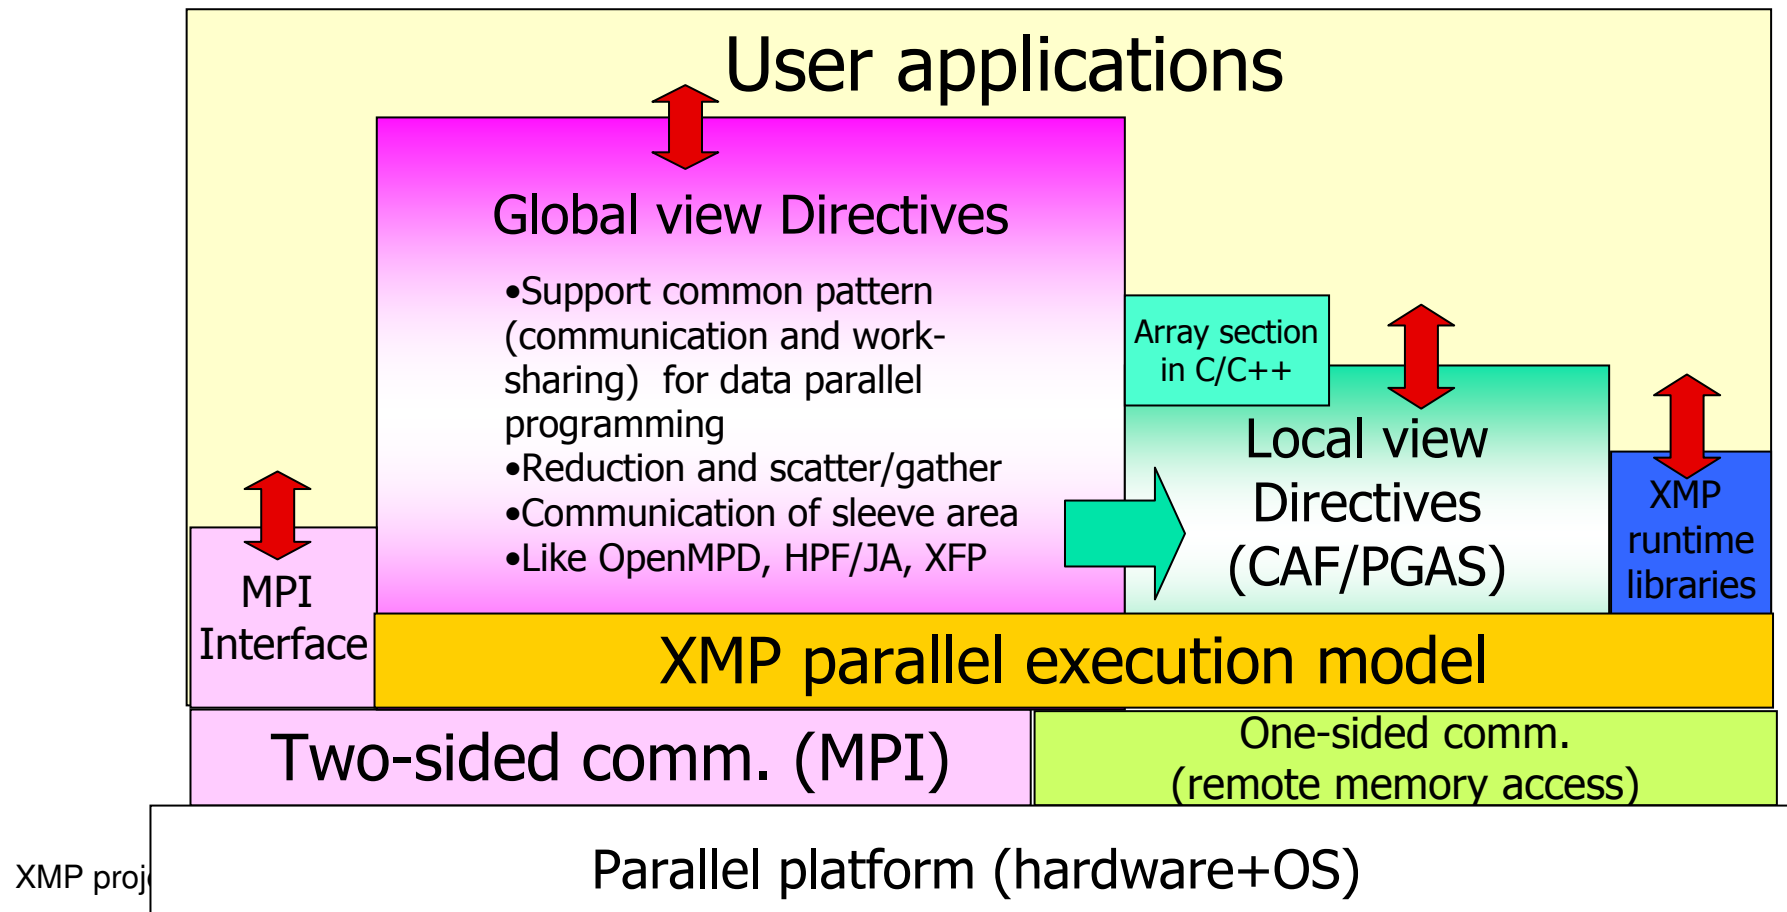 User applications
Global view Directives
•Support common pattern
(communication and work-
sharing)  for data parallel
programming
•Reduction and scatter/gather
•Communication of sleeve area
•Like OpenMPD, HPF/JA, XFP
Array section
in C/C++
Local view
Directives
(CAF/PGAS)
XMP
runtime
libraries
MPI
Interface
XMP parallel execution model
Two-sided comm. (MPI)
One-sided comm.
(remote memory access)
Parallel platform (hardware+OS)
XMP